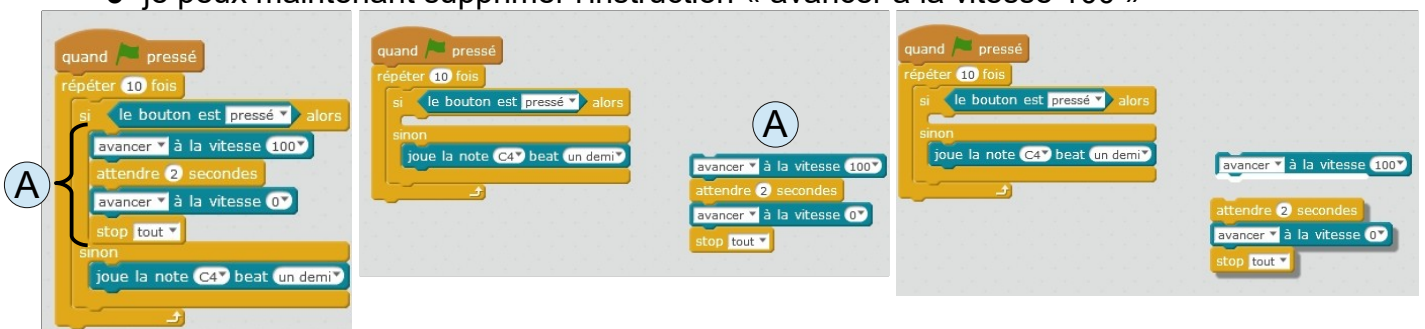 je peux maintenant supprimer l'instruction « avancer à la vitesse 100 »
quand pressé
répéter 10 fois
si le bouton est pressé alors
avancer à la vitesse 100
attendre 2 secondes
avancer à la vitesse 0
stop tout
sinon
joue la note C4 beat un demi
A
quand pressé
répéter 10 fois
si le bouton est pressé alors
sinon
joue la note C4 beat un demi
A
avancer à la vitesse 100
attendre 2 secondes
avancer à la vitesse 0
stop tout
quand pressé
répéter 10 fois
si le bouton est pressé alors
sinon
joue la note C4 beat un demi
avancer à la vitesse 100
attendre 2 secondes
avancer à la vitesse 0
stop tout